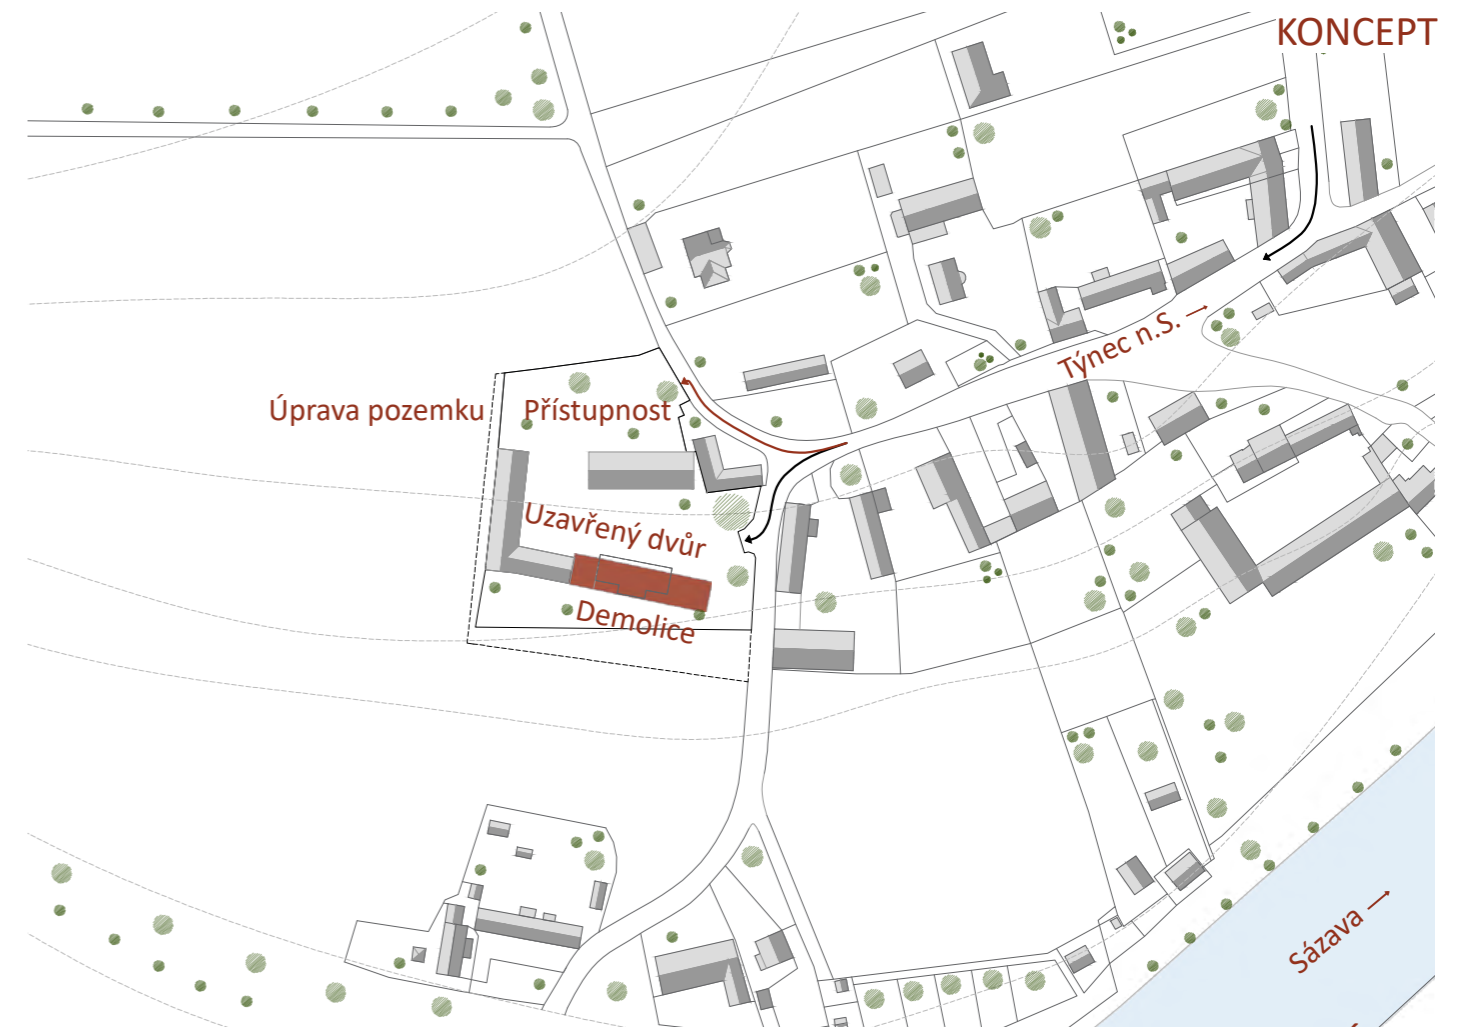 KONCEPT
Týnec n.S.
Úprava pozemku
Přístupnost
Uzavřený dvůr
Demolice
Sázava